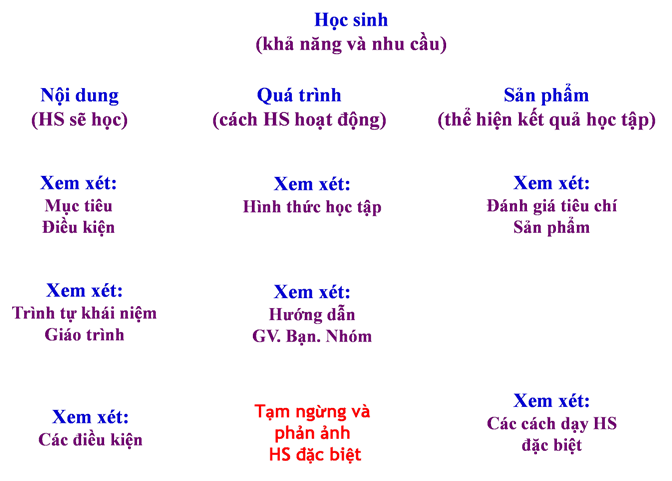 Học sinh
(khả năng và nhu cầu)
Nội dung
(HS sẽ học)
Quá trình
(cách HS hoạt động)
Sản phẩm
(thể hiện kết quả học tập)
Xem xét:
Mục tiêu
Điều kiện
Xem xét:
Hình thức học tập
Xem xét:
Đánh giá tiêu chí
Sản phẩm
Xem xét:
Trình tự khái niệm
Giáo trình
Xem xét:
Hướng dẫn
GV. Bạn. Nhóm
Xem xét:
Các điều kiện
Tạm ngừng và
phản ảnh
HS đặc biệt
Xem xét:
Các cách dạy HS
đặc biệt